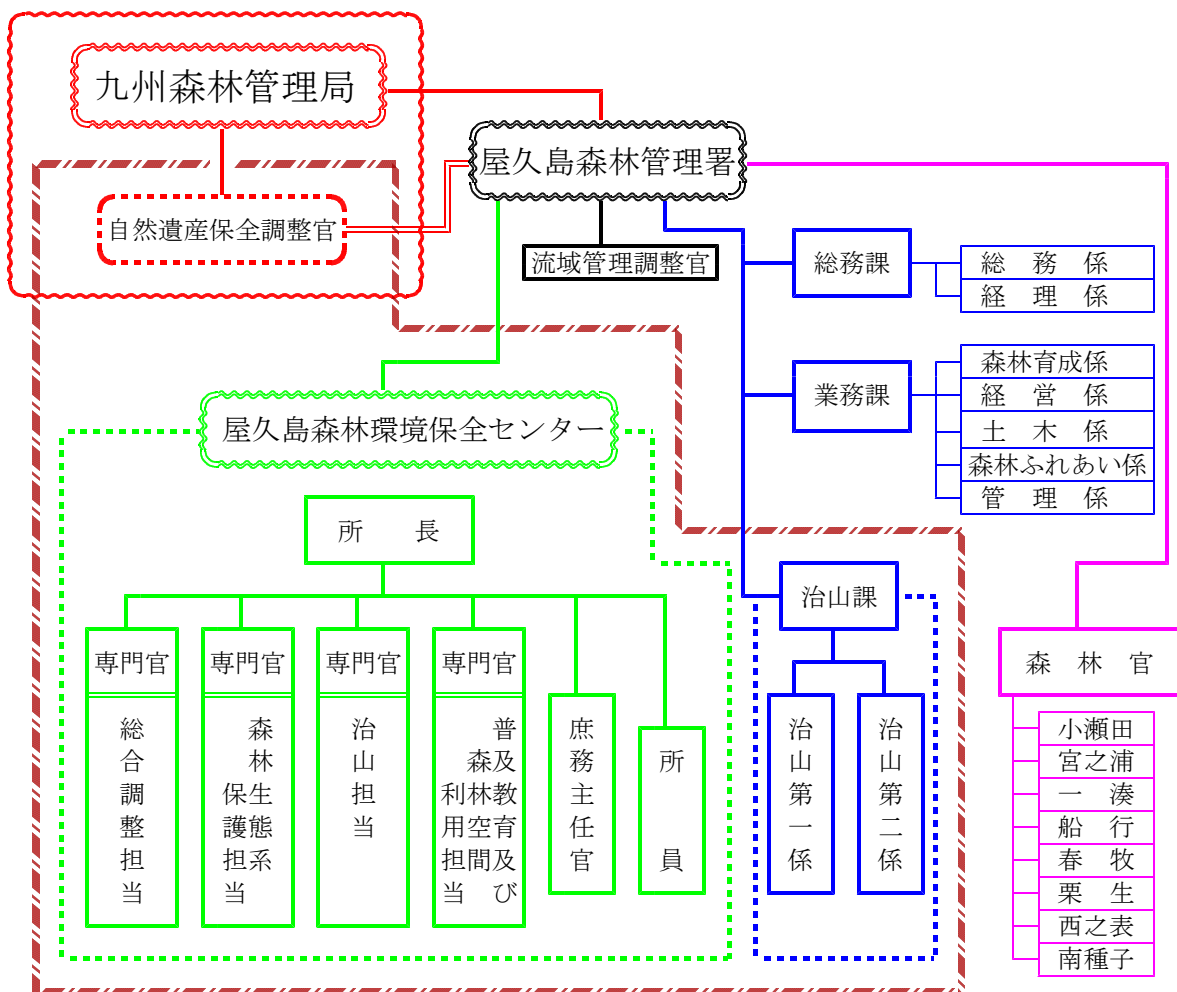 九州森林管理局
屋久島森林管理署
自然遺産保全調整官
流域管理調整官
総務課
総　務　係
経　理　係
業務課
森林育成係
経　営　係
土　木　係
森林ふれあい係
管　理　係
屋久島森林環境保全センター
所　長
専門官
総合調整担当
専門官
森林生態系
保護担当
専門官
治山担当
専門官
普及教育及び
森林空間
利用担当
庶務主任官
所　員
治山課
治山第一係
治山第二係
森　林　官
小瀬田
宮之浦
一　湊
船　行
春　牧
栗　生
西之表
南種子